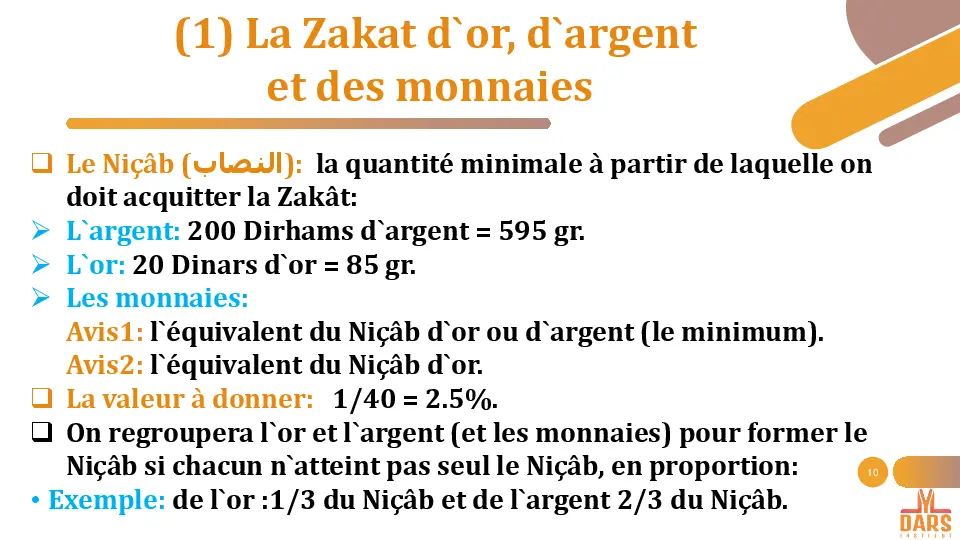 (1) La Zakat d`or, d`argent
et des monnaies
❑ Le Niçâb (النصاب): la quantité minimale à partir de laquelle on
doit acquitter la Zakât:
➢ L`argent: 200 Dirhams d`argent = 595 gr.
➢ L`or: 20 Dinars d`or = 85 gr.
➢ Les monnaies:
Avis1: l`équivalent du Niçâb d`or ou d`argent (le minimum).
Avis2: l`équivalent du Niçâb d`or.
❑ La valeur à donner: 1/40 = 2.5%.
❑ On regroupera l`or et l`argent (et les monnaies) pour former le
Niçâb si chacun n`atteint pas seul le Niçâb, en proportion:
• Exemple: de l`or :1/3 du Niçâb et de l`argent 2/3 du Niçâb.
10
DARS
INSTITUT